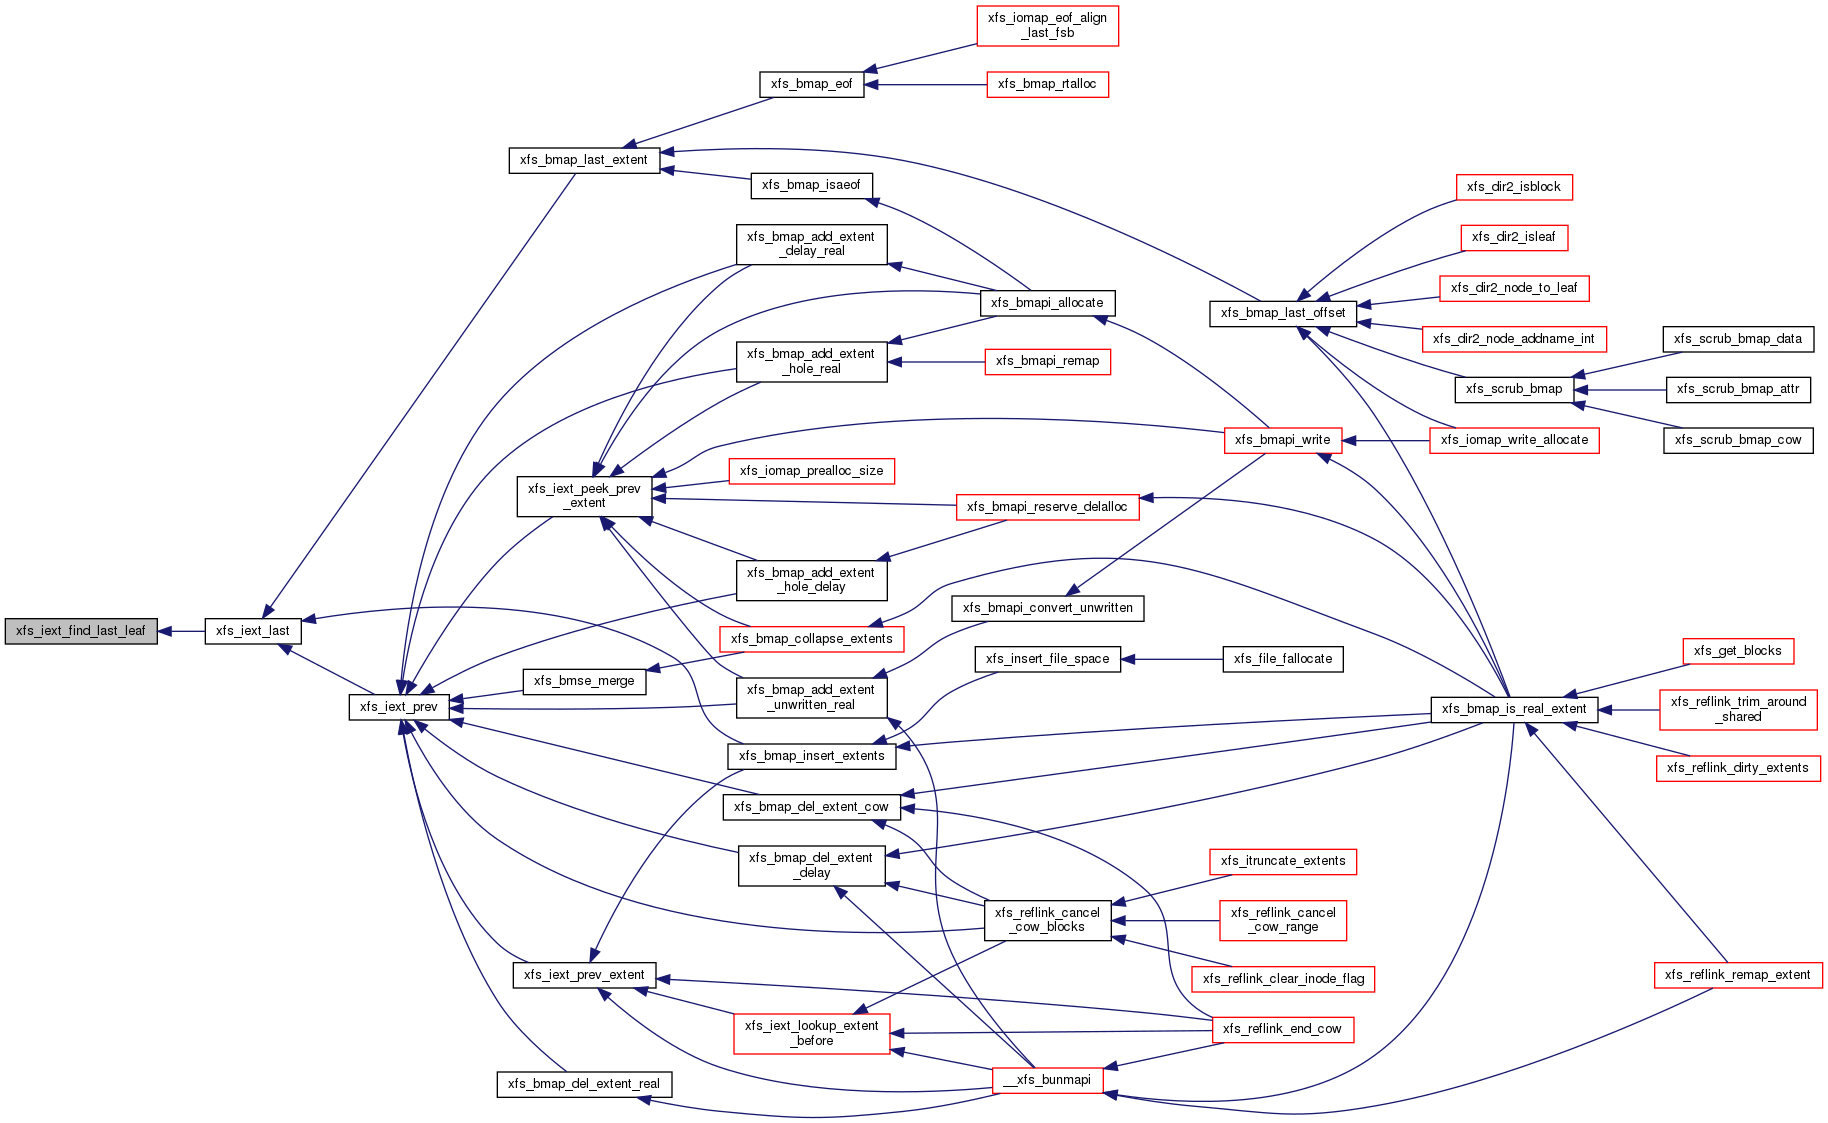 xfs_iomap_eof_align
_last_fsb
xfs_bmap_eof
xfs_bmap_rtalloc
xfs_bmap_last_extent
xfs_bmap_isaeof
xfs_dir2_isblock
xfs_bmap_add_extent
_delay_real
xfs_dir2_isleaf
xfs_dir2_node_to_leaf
xfs_bmapi_allocate
xfs_bmap_last_offset
xfs_dir2_node_addname_int
xfs_scrub_bmap_data
xfs_bmap_add_extent
_hole_real
xfs_bmapi_remap
xfs_scrub_bmap
xfs_scrub_bmap_attr
xfs_bmapi_write
xfs_iomap_write_allocate
xfs_scrub_bmap_cow
xfs_iomap_prealloc_size
xfs_iext_peek_prev
_extent
xfs_bmapi_reserve_delalloc
xfs_bmap_add_extent
_hole_delay
xfs_bmapi_convert_unwritten
xfs_iext_find_last_leaf
xfs_iext_last
xfs_bmap_collapse_extents
xfs_insert_file_space
xfs_file_fallocate
xfs_get_blocks
xfs_bmse_merge
xfs_bmap_add_extent
_unwritten_real
xfs_iext_prev
xfs_bmap_is_real_extent
xfs_reflink_trim_around
_shared
xfs_bmap_insert_extents
xfs_reflink_dirty_extents
xfs_bmap_del_extent_cow
xfs_bmap_del_extent
_delay
xfs_itruncate_extents
xfs_reflink_cancel
_cow_blocks
xfs_reflink_cancel
_cow_range
xfs_iext_prev_extent
xfs_reflink_clear_inode_flag
xfs_reflink_remap_extent
xfs_iext_lookup_extent
_before
xfs_reflink_end_cow
xfs_bmap_del_extent_real
__xfs_bunmapi